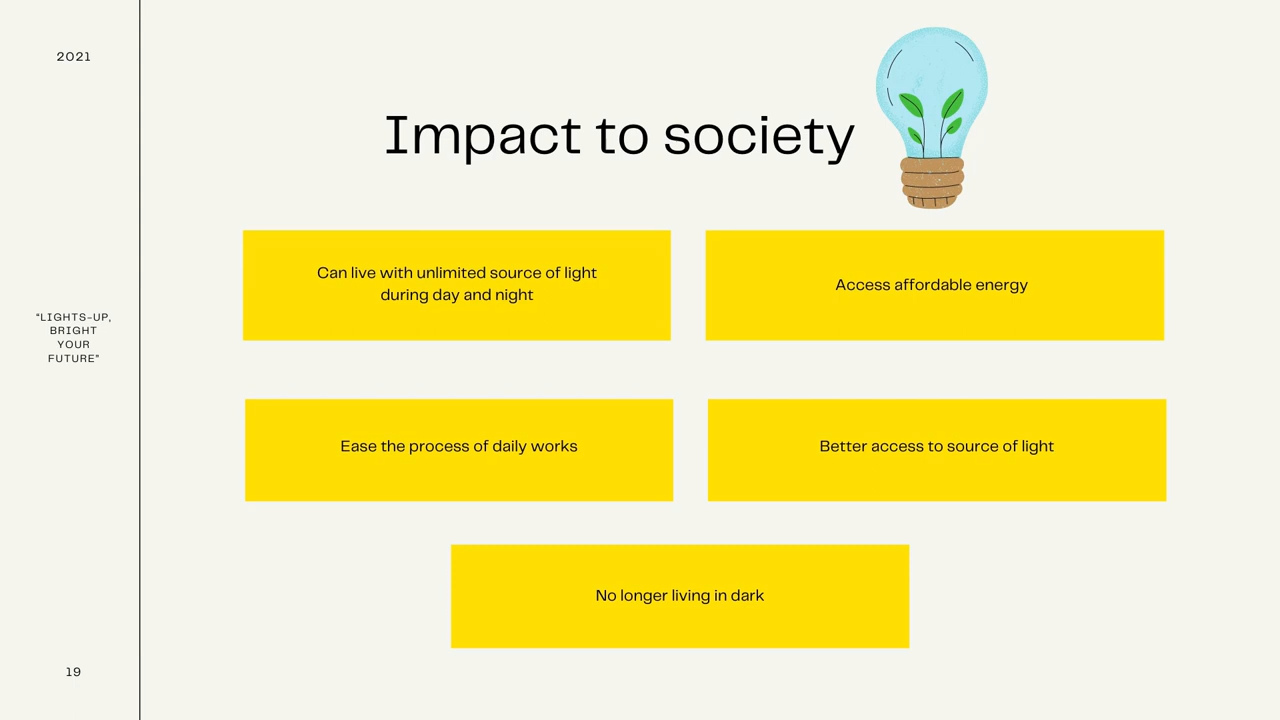 2021
Impact to society
Can live with unlimited source of light
during day and night
Access affordable energy
"LIGHTS-UP,
BRIGHT
YOUR
FUTURE"
Ease the process of daily works
Better access to source of light
No longer living in dark
19